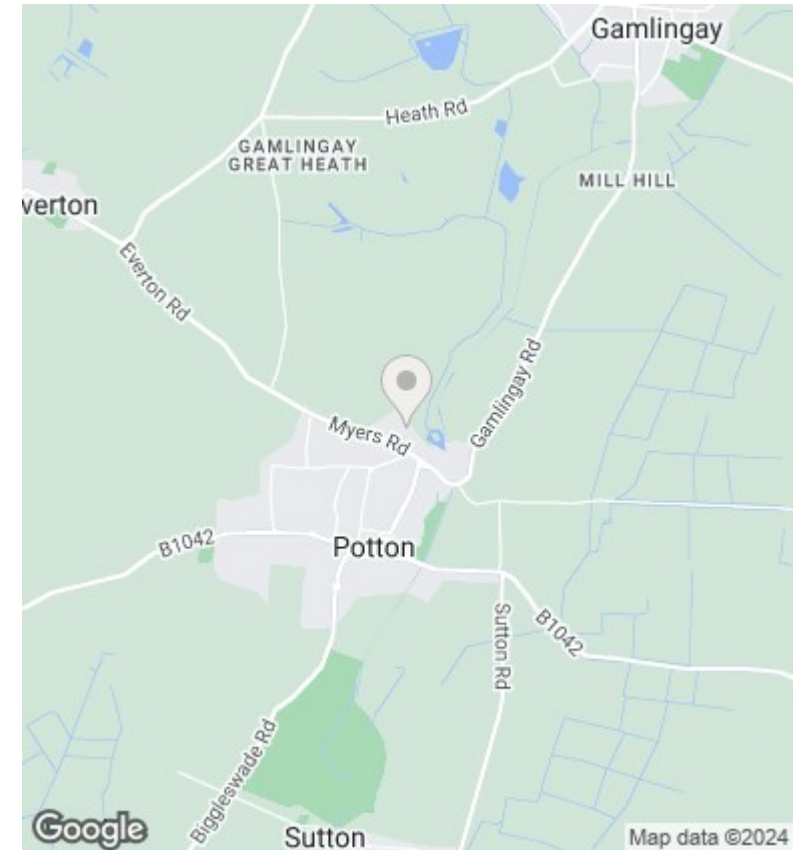 Gamlingay
Heath Rd
GAMLINGAY
GREAT HEATH
MILL HILL
verton
Everton Rd
Gamlingay Rd
Myers Rd
B1042
Potton
Sutton Rd
B1042
Biggleswade Rd
Sutton
Google
Map data ©2024